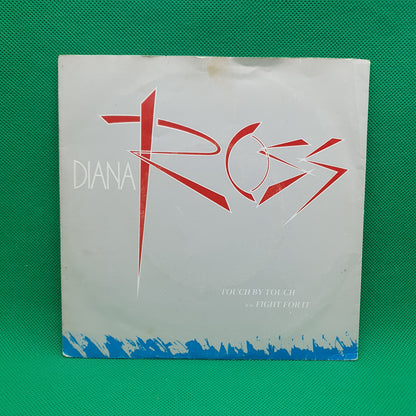 DIANA ROSS
TOUCH BY TOUCH
b/w FIGHT FOR IT